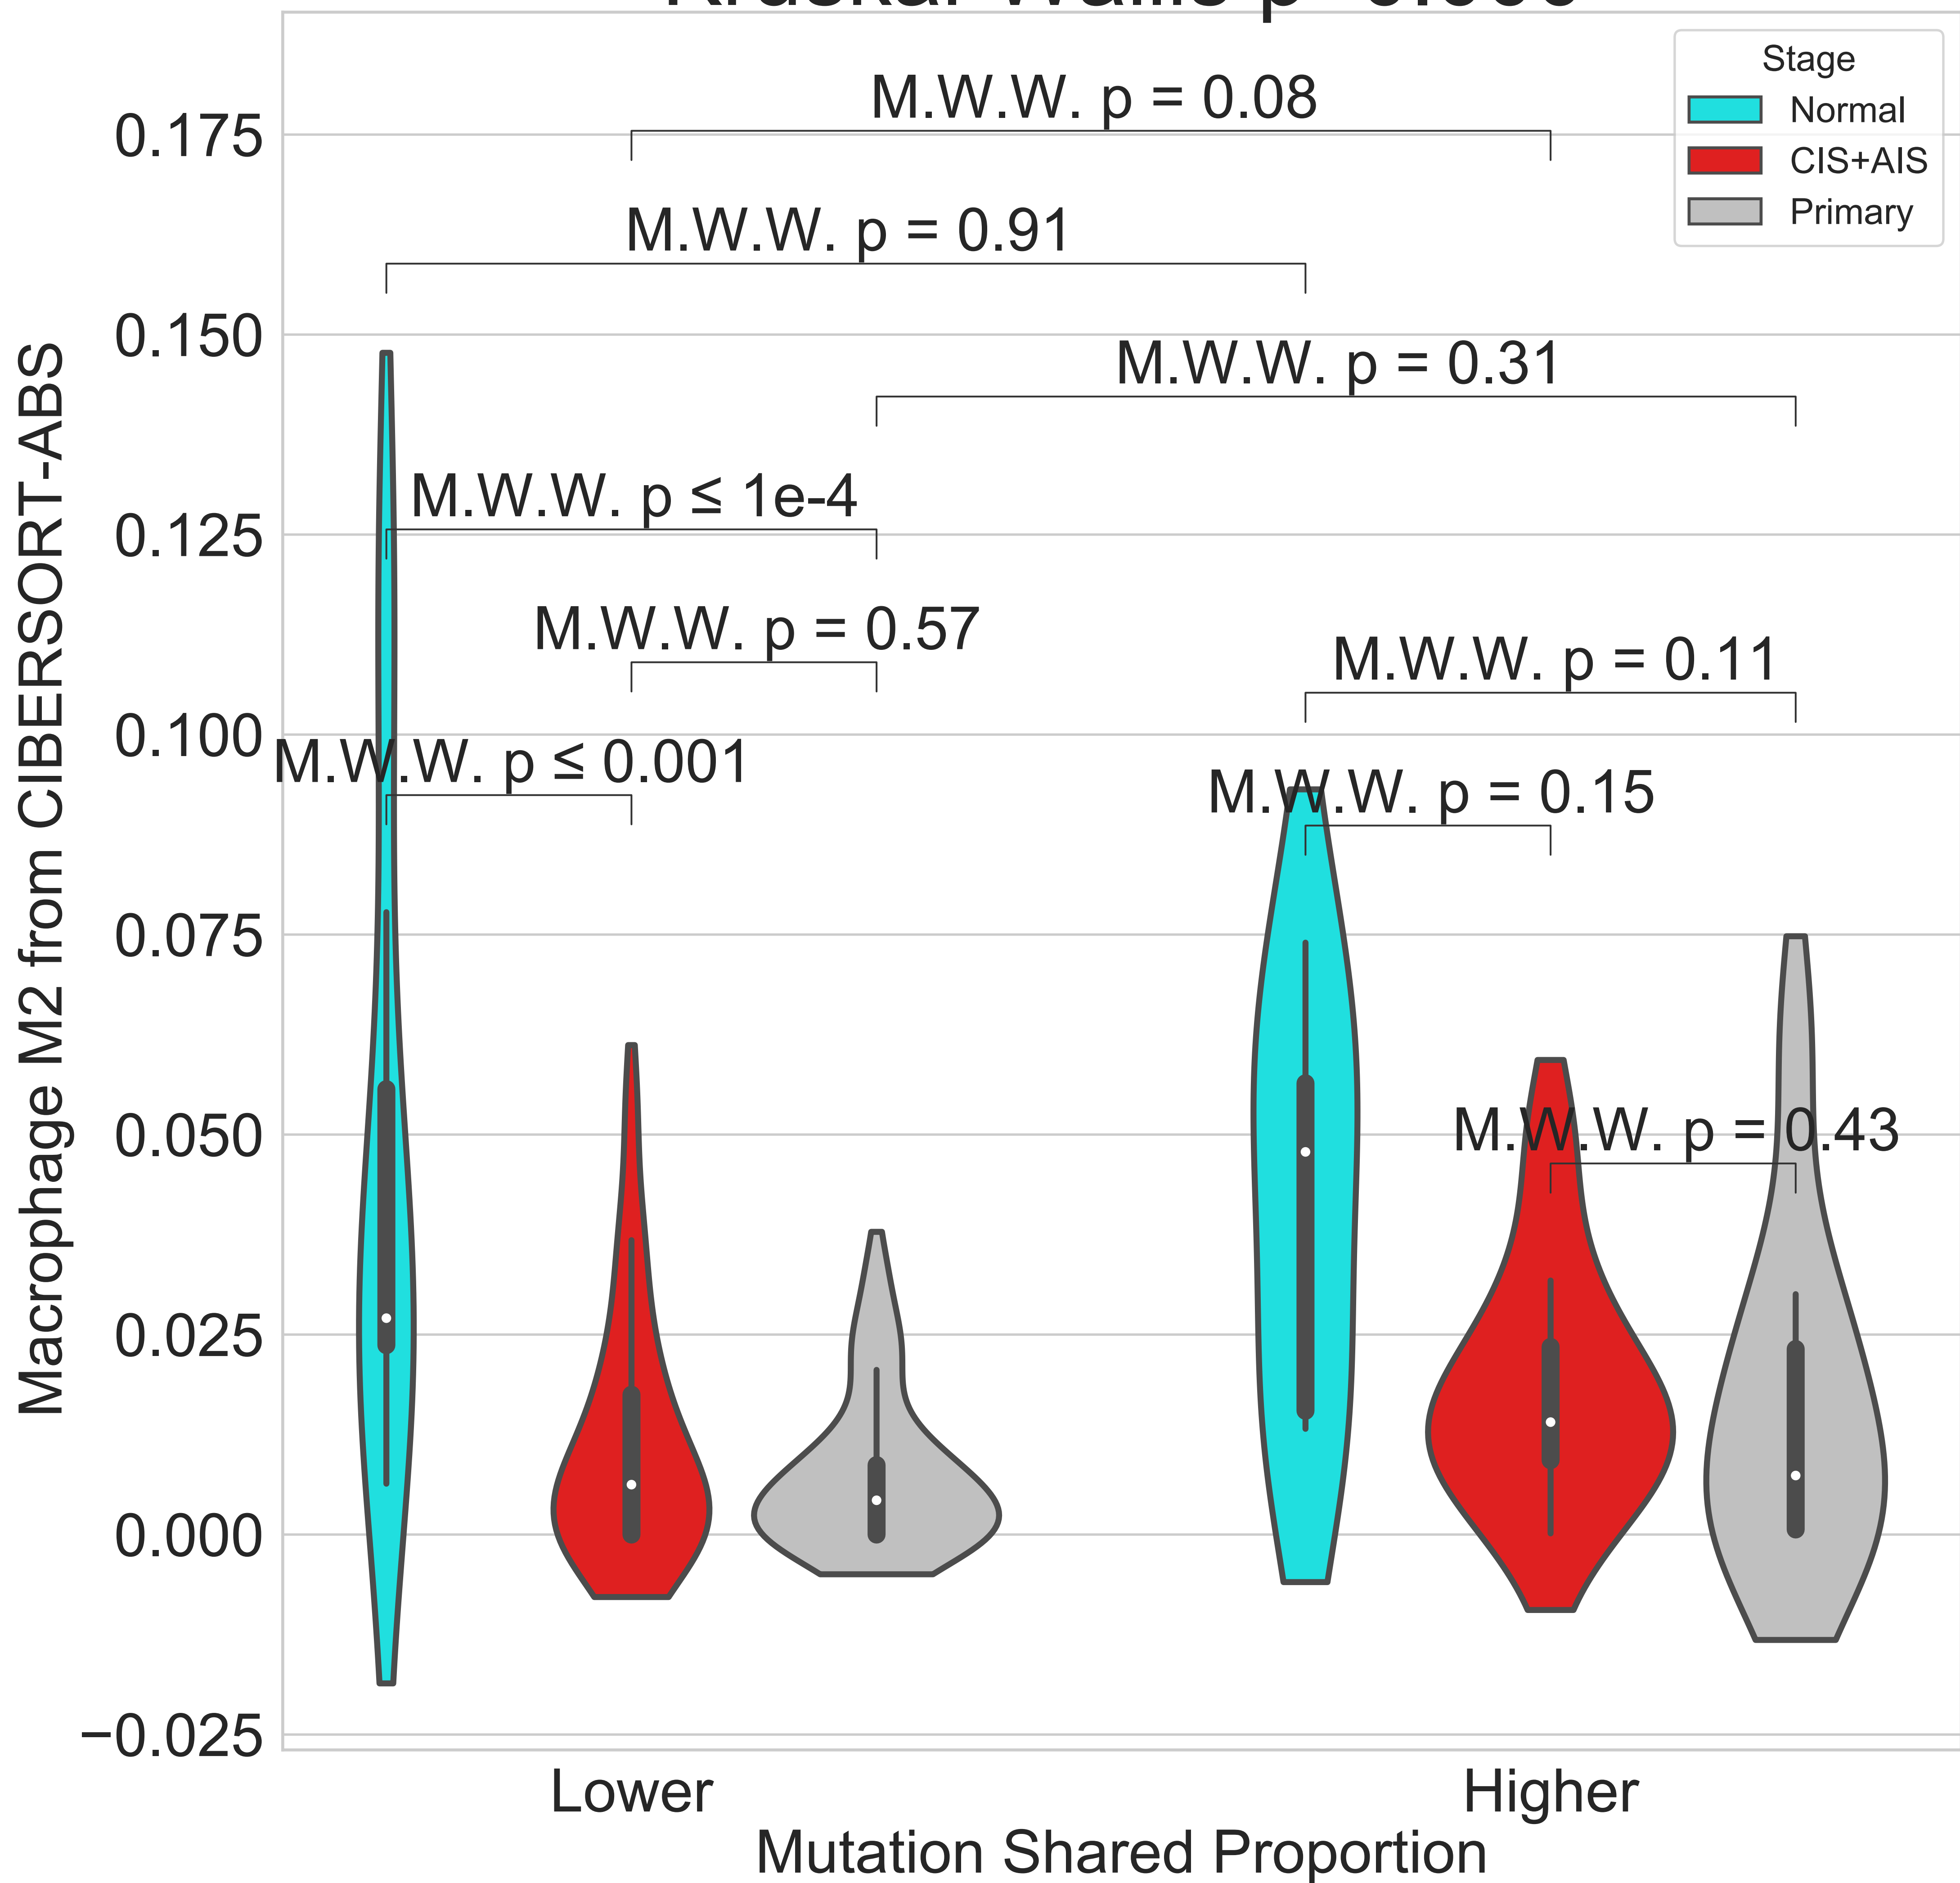 Stage
Normal
CIS+AIS
Primary
M.W.W. p = 0.08
M.W.W. p = 0.91
M.W.W. p = 0.31
M.W.W. p ≤ 1e-4
M.W.W. p = 0.57
M.W.W. p = 0.11
M.W.W. p ≤ 0.001
M.W.W. p = 0.15
M.W.W. p = 0.43
0.175
0.150
0.125
0.100
0.075
0.050
0.025
0.000
−0.025
Macrophage M2 from CIBERSORT-ABS
Lower
Higher
Mutation Shared Proportion